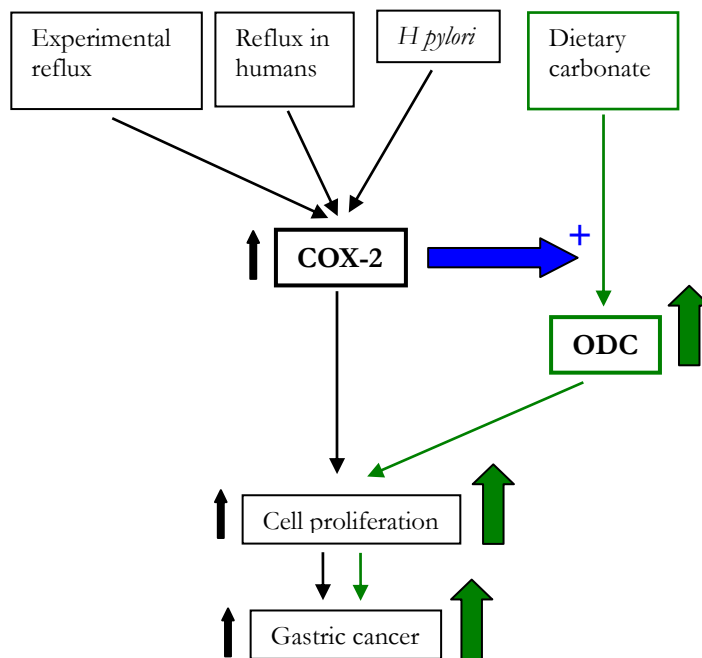 Experimental
reflux
Reflux in
humans
H pylori
Dietary
carbonate
+
COX-2
ODC
Cell proliferation
Gastric cancer